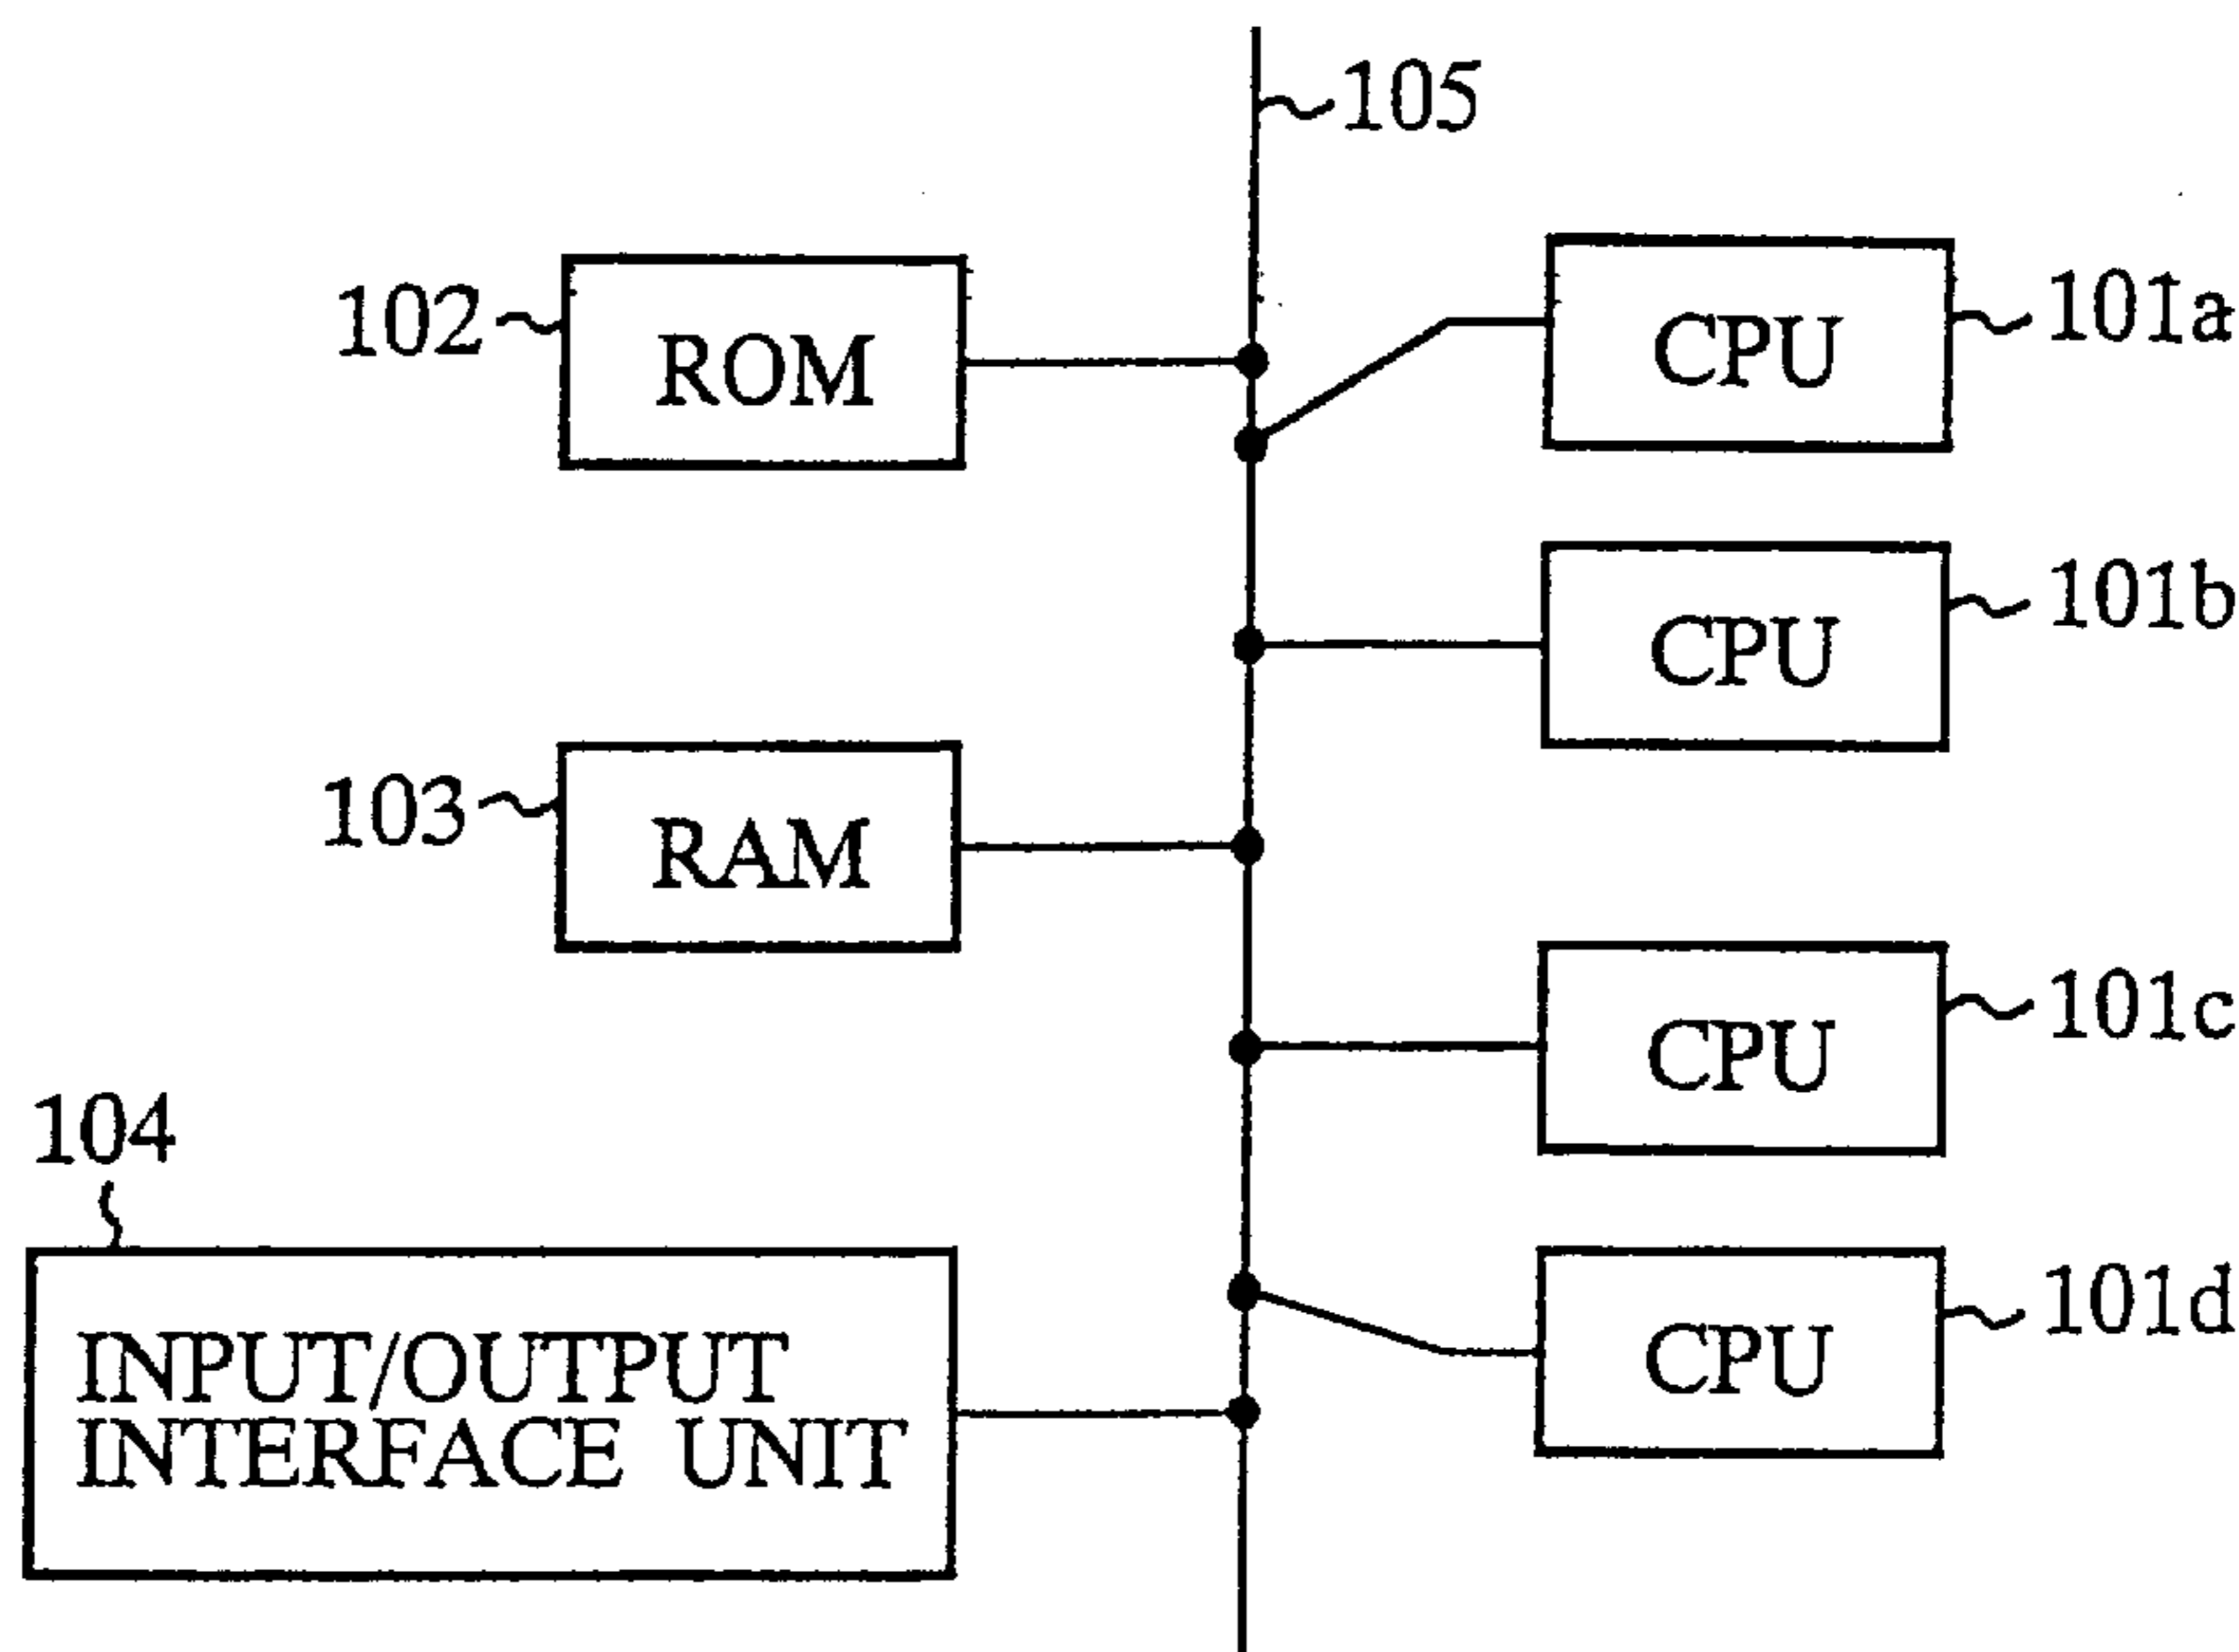 105
102
ROM
CPU
101a
CPU
101b
103
RAM
CPU
101c
104
INPUT/OUTPUT
INTERFACE UNIT
CPU
101d